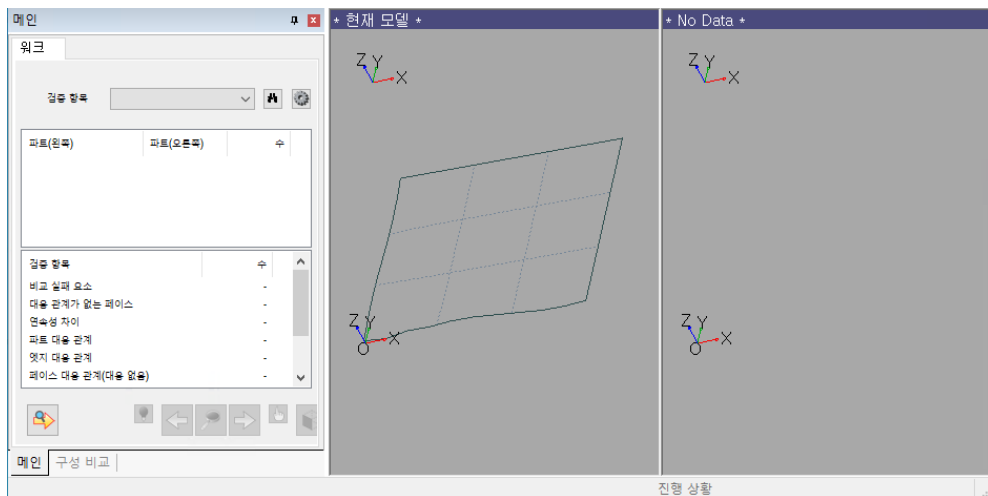 메인
워크
검증 항목
파트(왼쪽) 파트(오른쪽) 수
검증 항목 수
비교 실패 요소 -
대응 관계가 없는 페이스 -
연속성 차이 -
파트 대응 관계 -
엣지 대응 관계 -
페이스 대응 관계(대응 없음) -
메인 구성 비교
* 현재 모델 *
Z Y X
Z Y X
O
* No Data *
Z Y X
Z Y X
O
진행 상황